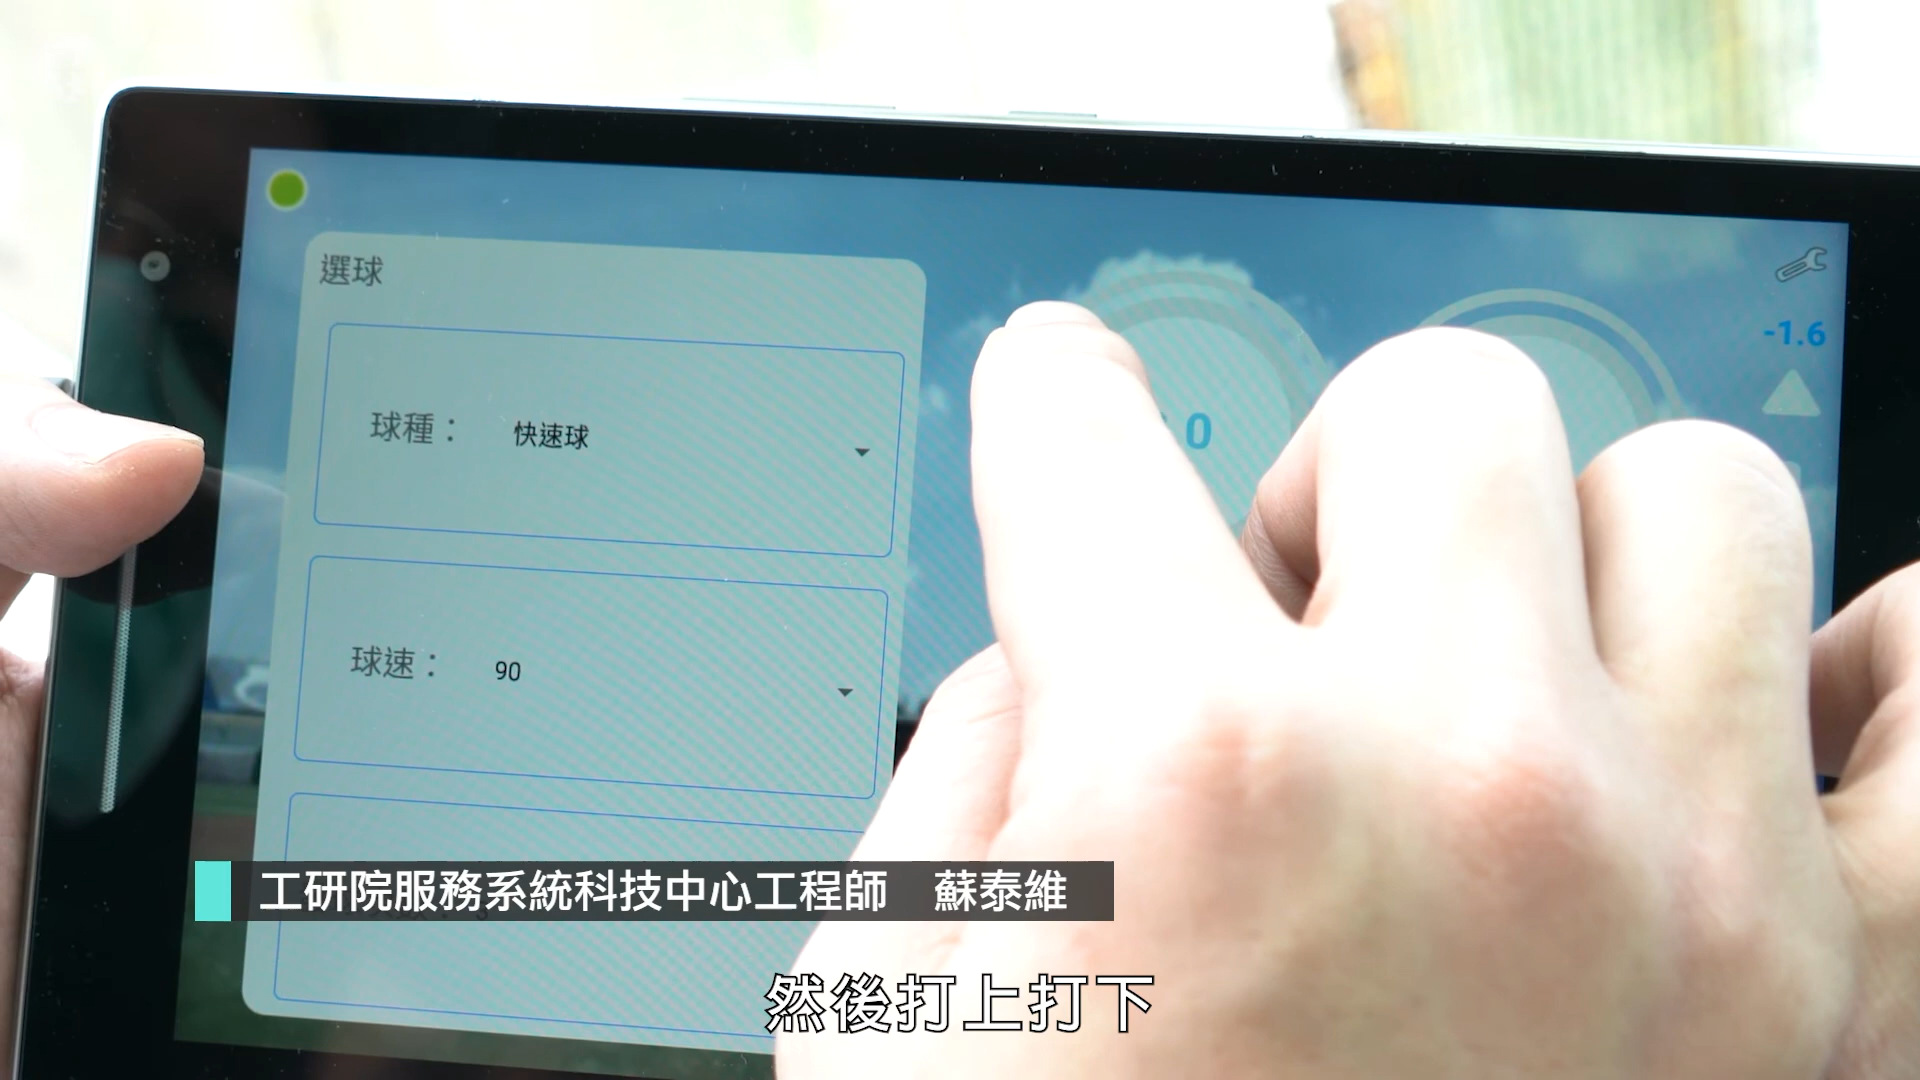 選球
-1.6
球種： 快速球
0
球速： 90
工研院服務系統科技中心工程師 蘇泰維
然後打上打下